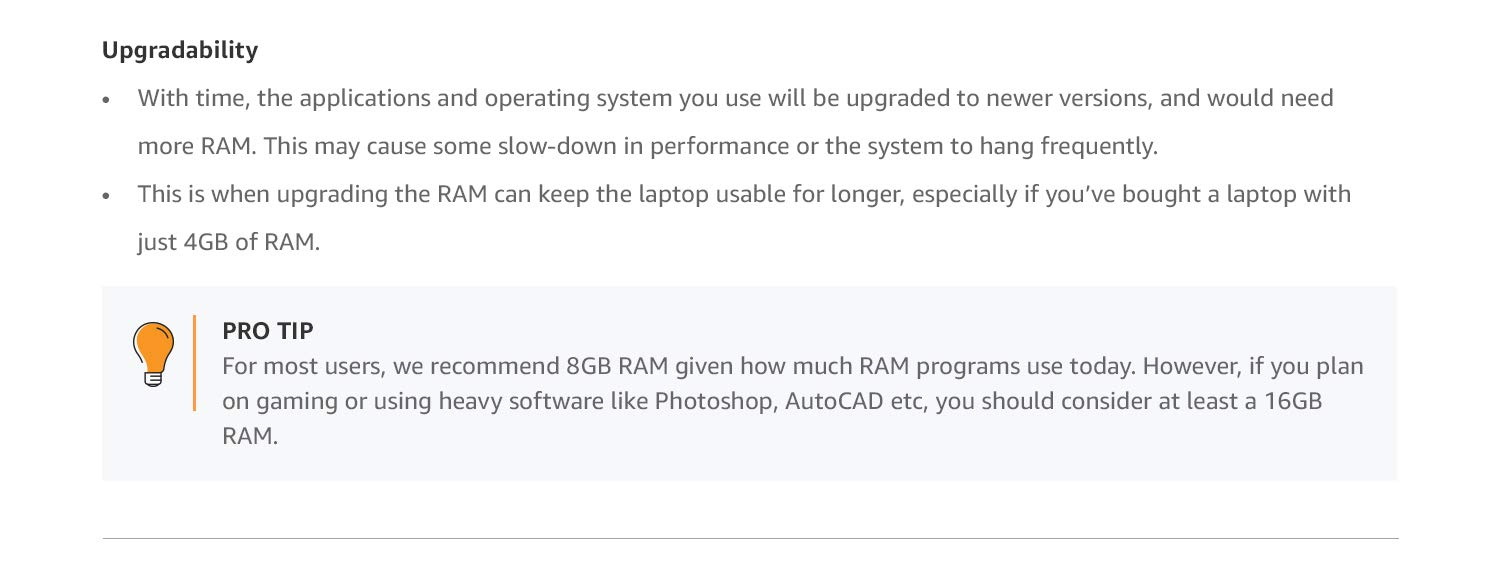 Upgradability
• With time, the applications and operating system you use will be upgraded to newer versions, and would need
more RAM. This may cause some slow-down in performance or the system to hang frequently.
• This is when upgrading the RAM can keep the laptop usable for longer, especially if you’ve bought a laptop with
just 4GB of RAM.
PRO TIP
For most users, we recommend 8GB RAM given how much RAM programs use today. However, if you plan
on gaming or using heavy software like Photoshop, AutoCAD etc, you should consider at least a 16GB
RAM.